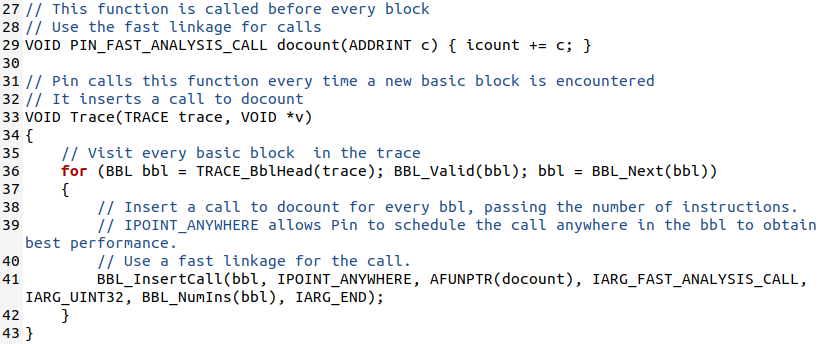 27 // This function is called before every block
28 // Use the fast linkage for calls
29 VOID PIN_FAST_ANALYSIS_CALL docount(ADDRINT c) { icount += c; }
30
31 // Pin calls this function every time a new basic block is encountered
32 // It inserts a call to docount
33 VOID Trace(TRACE trace, VOID *v)
34 {
35     // Visit every basic block  in the trace
36     for (BBL bbl = TRACE_BblHead(trace); BBL_Valid(bbl); bbl = BBL_Next(bbl))
37     {
38         // Insert a call to docount for every bbl, passing the number of instructions.
39         // IPOINT_ANYWHERE allows Pin to schedule the call anywhere in the bbl to obtain
best performance.
40         // Use a fast linkage for the call.
41         BBL_InsertCall(bbl, IPOINT_ANYWHERE, AFUNPTR(docount), IARG_FAST_ANALYSIS_CALL,
IARG_UINT32, BBL_NumIns(bbl), IARG_END);
42     }
43 }